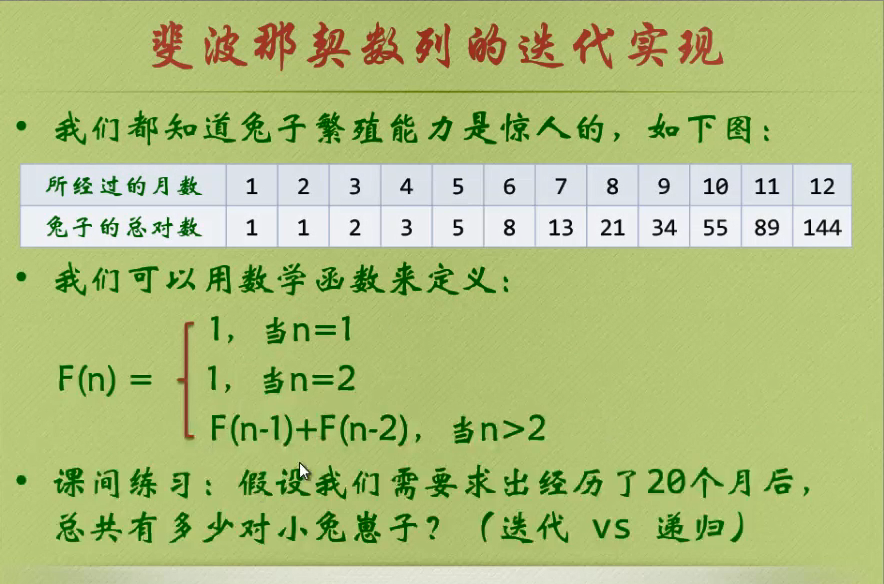 斐波那契数列的迭代实现
• 我们都知道兔子繁殖能力是惊人的，如下图：
所经过的月数 1 2 3 4 5 6 7 8 9 10 11 12
兔子的总对数 1 1 2 3 5 8 13 21 34 55 89 144
• 我们可以用数学函数来定义：
1，当n=1
F(n) = 1，当n=2
F(n-1)+F(n-2)，当n>2
• 课间练习：假设我们需要求出经历了20个月后，
总共有多少对小兔崽子？（迭代 vs 递归）